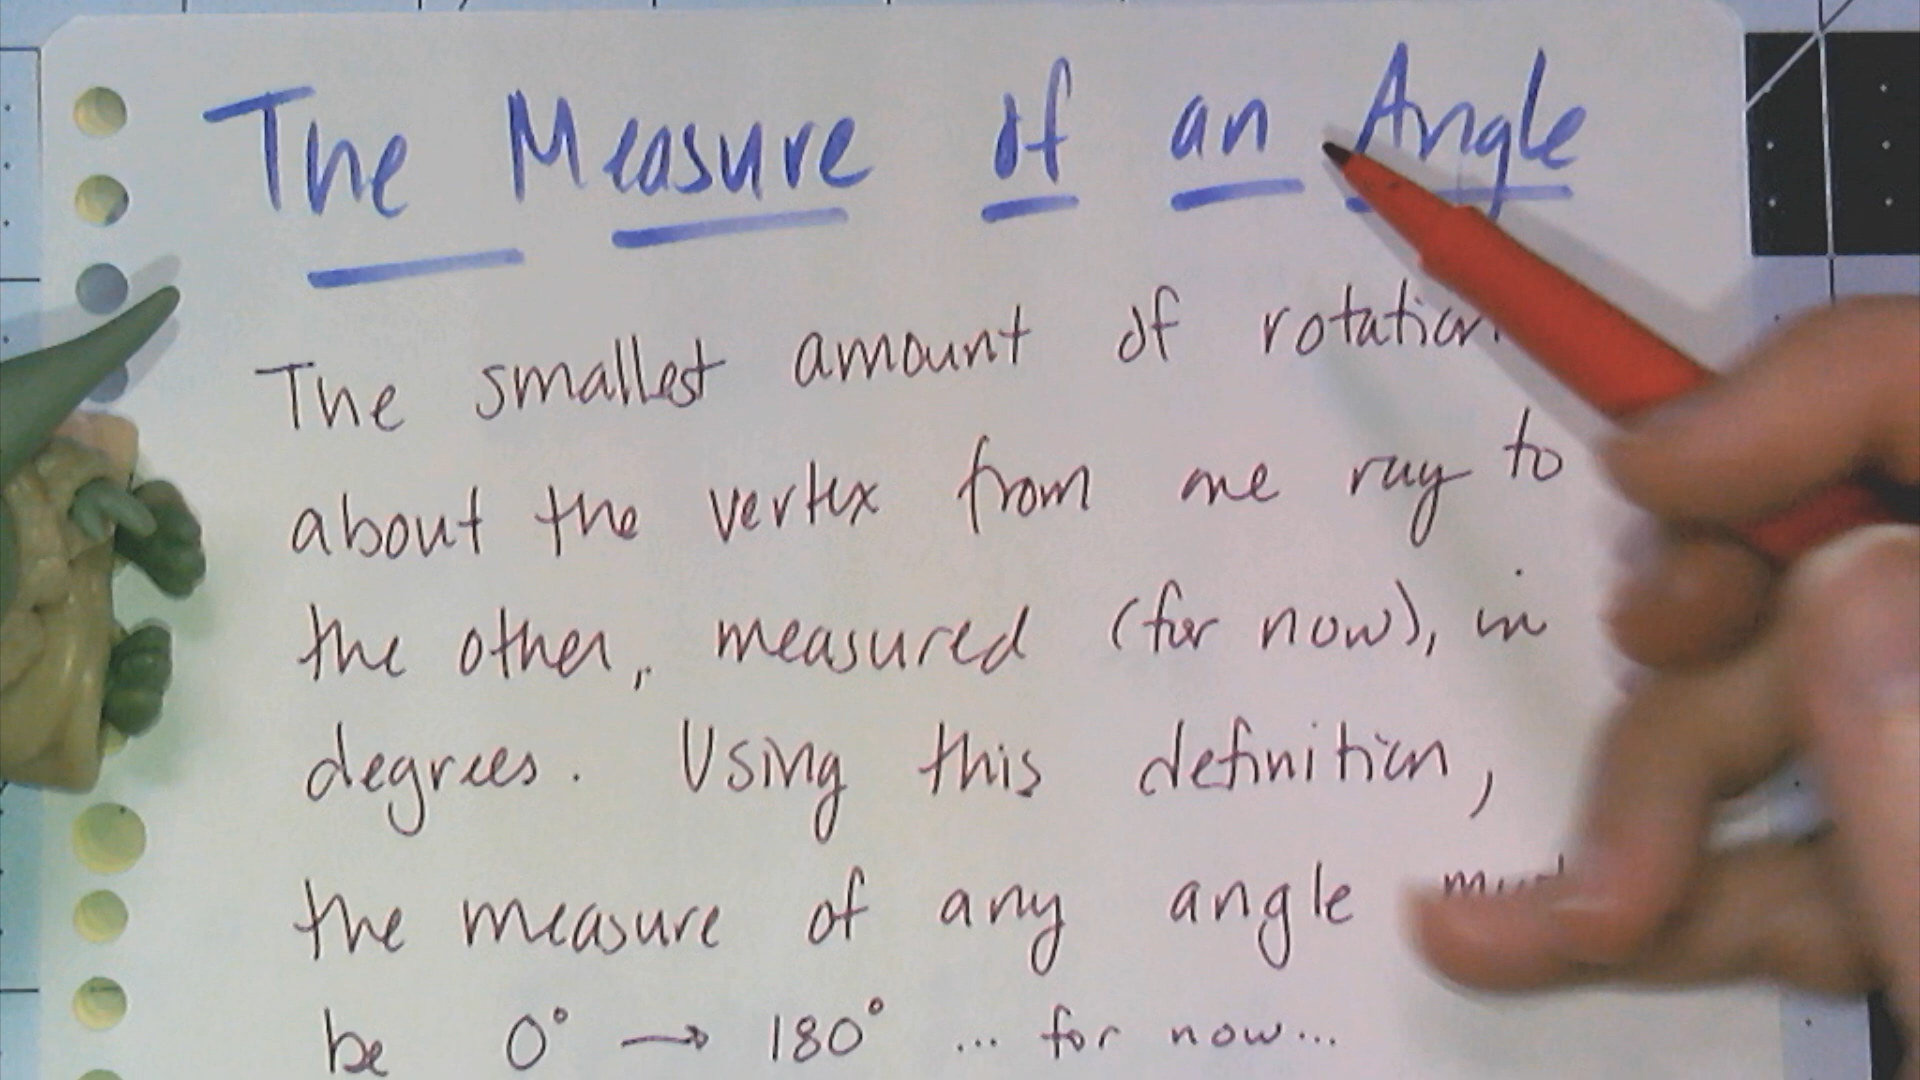 The Measure of an Angle
The smallest amount of rotation
about the vertex from one ray to
the other, measured (for now), in
degrees. Using this definition,
the measure of any angle must
be 0° → 180° ... for now...